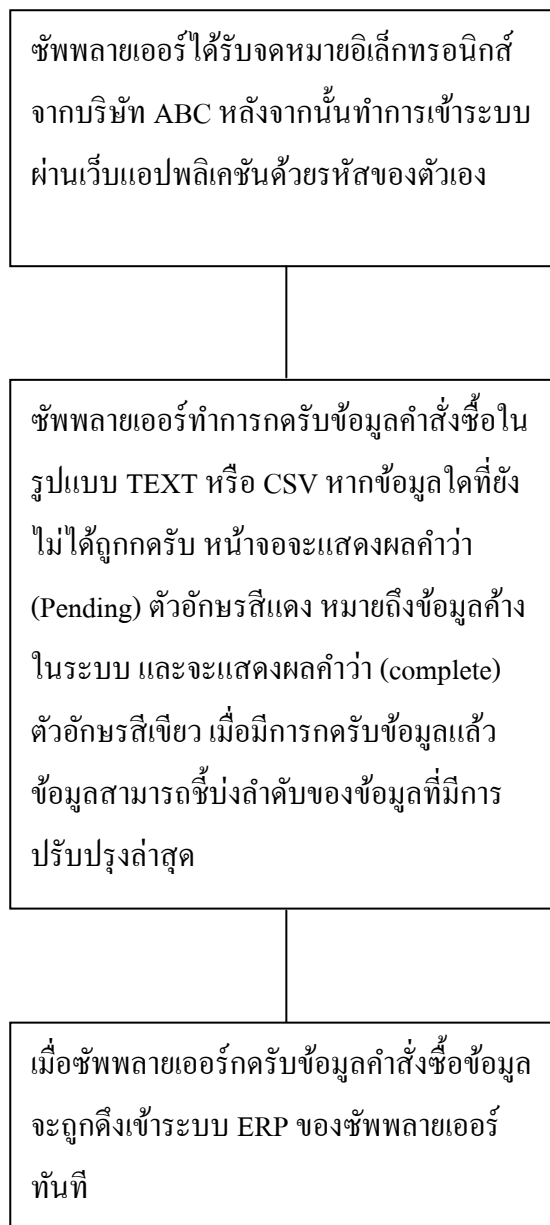 ซัพพลายเออร์ได้รับจดหมายอิเล็กทรอนิกส์
จากบริษัท ABC หลังจากนั้นทำการเข้าระบบ
ผ่านเว็บแอปพลิเคชันด้วยรหัสของตัวเอง
ซัพพลายเออร์ทำการกดรับข้อมูลคำสั่งซื้อใน
รูปแบบ TEXT หรือ CSV หากข้อมูลใดที่ยัง
ไม่ได้ถูกกดรับ หน้าจอจะแสดงผลคำว่า
(Pending) ตัวอักษรสีแดง หมายถึงข้อมูลค้าง
ในระบบ และจะแสดงผลคำว่า (complete)
ตัวอักษรสีเขียว เมื่อมีการกดรับข้อมูลแล้ว
ข้อมูลสามารถชี้บ่งลำดับของข้อมูลที่มีการ
ปรับปรุงล่าสุด
เมื่อซัพพลายเออร์กดรับข้อมูลคำสั่งซื้อข้อมูล
จะถูกดึงเข้าระบบ ERP ของซัพพลายเออร์
ทันที